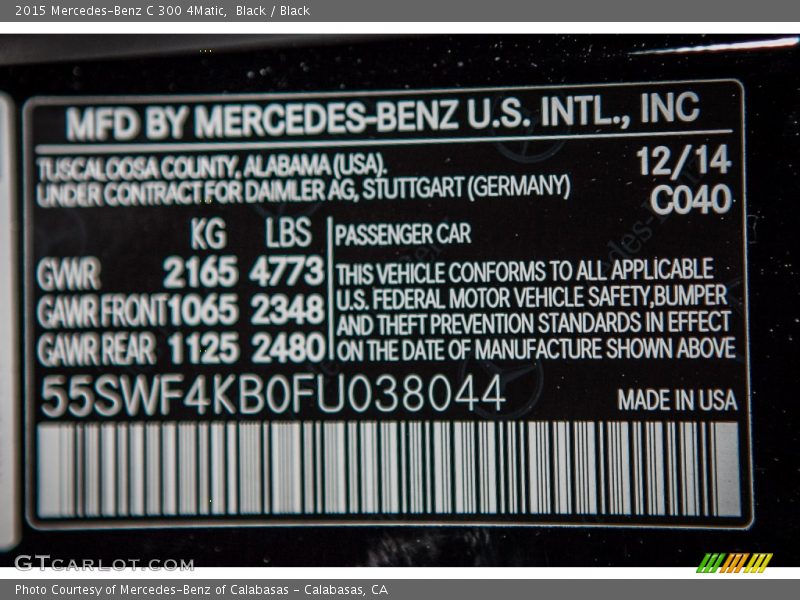 2015 Mercedes-Benz C 300 4Matic,  Black / Black
MFD BY MERCEDES-BENZ U.S. INTL., INC
TUSCALOOSA COUNTY, ALABAMA (USA). 12/14
UNDER CONTRACT FOR DAIMLER AG, STUTTGART (GERMANY) C040
KG LBS
GWR 2165 4773
GAWR FRONT 1065 2348
GAWR REAR 1125 2480
PASSENGER CAR
THIS VEHICLE CONFORMS TO ALL APPLICABLE
U.S. FEDERAL MOTOR VEHICLE SAFETY,BUMPER
AND THEFT PREVENTION STANDARDS IN EFFECT
ON THE DATE OF MANUFACTURE SHOWN ABOVE
55SWF4KB0FU038044 MADE IN USA
GTCARLOT.COM
Photo Courtesy of Mercedes-Benz of Calabasas - Calabasas, CA